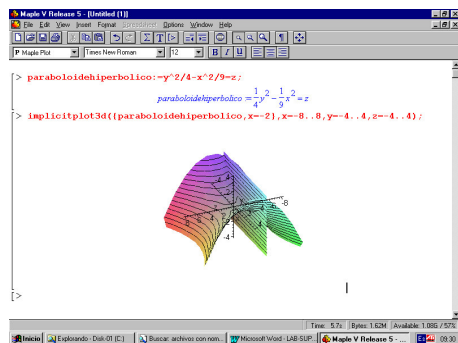 Maple V Release 5 - [Untitled (1)]
File Edit View Insert Format Spreadsheet Options Window Help
P Maple Plot Times New Roman 12 B I U
> paraboloidehiperbolico:=y^2/4-x^2/9=z;
paraboloidehiperbolico := 1/4 y^2 - 1/9 x^2 = z
> implicitplot3d({paraboloidehiperbolico,x=-2},x=-8..8,y=-4..4,z=-4..4);
[>
Time: 5.7s Bytes: 1.62M Available: 1.08G / 57%
Inicio Explorando - Disk-01 (C:) Buscar: archivos con nom... Microsoft Word - LAB-SUP... Maple V Release 5 - ... 09:30